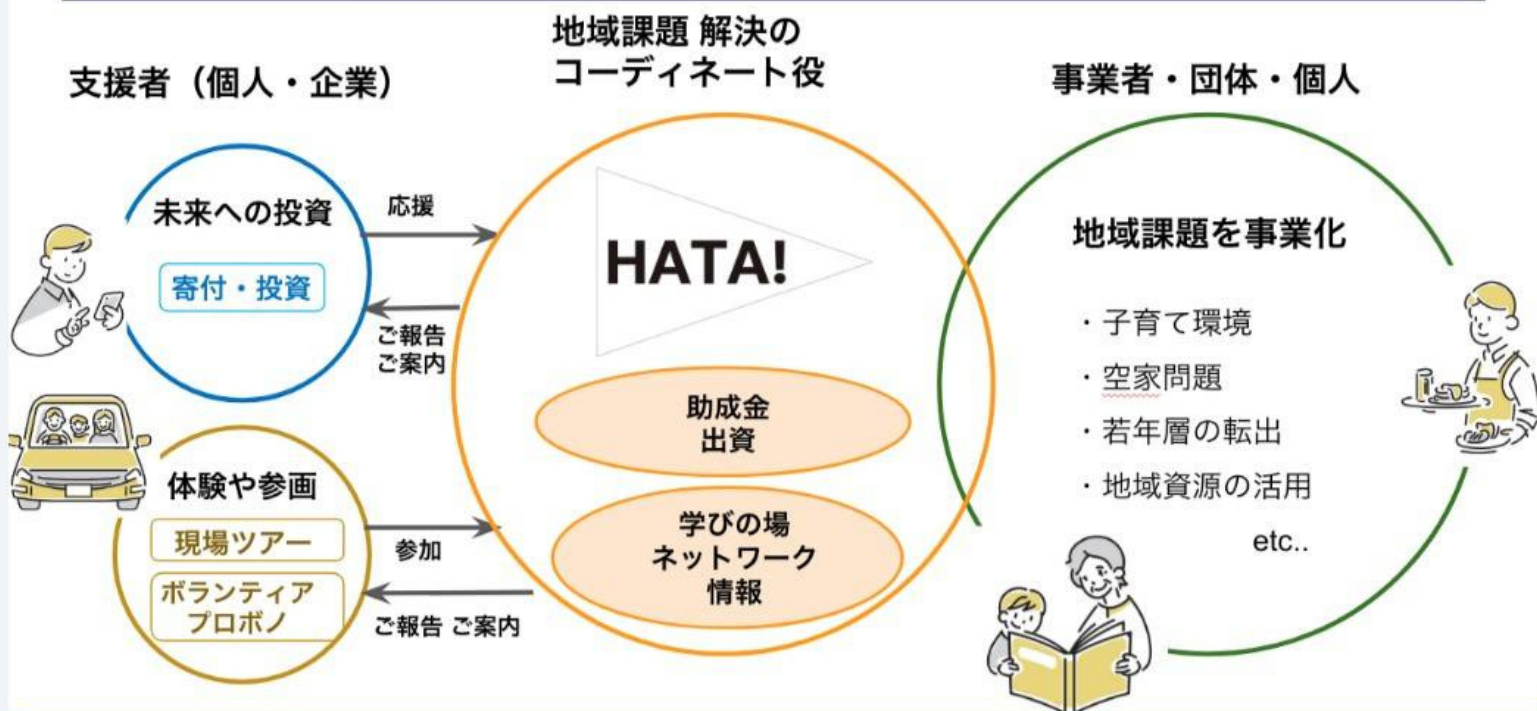 支援者（個人・企業）
地域課題 解決の
コーディネート役
事業者・団体・個人
未来への投資
寄付・投資
応援
ご報告
ご案内
体験や参画
現場ツアー
ボランティア
プロボノ
参加
ご報告 ご案内
HATA!
助成金
出資
学びの場
ネットワーク
情報
地域課題を事業化
・子育て環境
・空家問題
・若年層の転出
・地域資源の活用
etc..